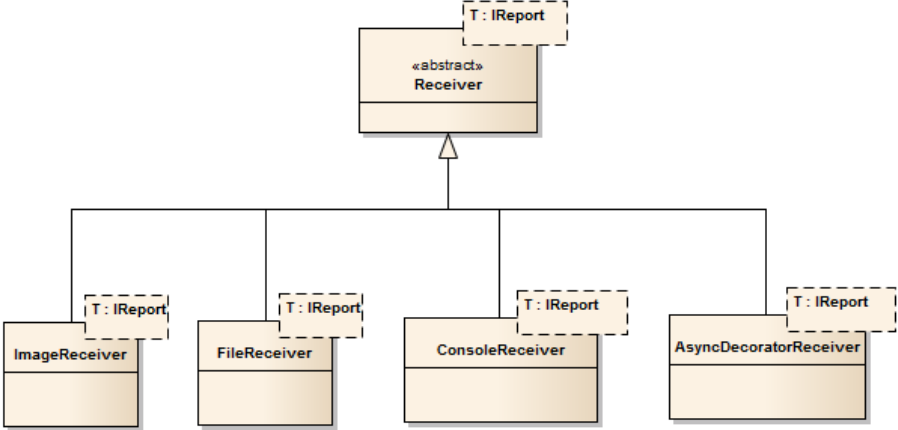 T : IReport
«abstract»
Receiver
T : IReport
ImageReceiver
T : IReport
FileReceiver
T : IReport
ConsoleReceiver
T : IReport
AsyncDecoratorReceiver